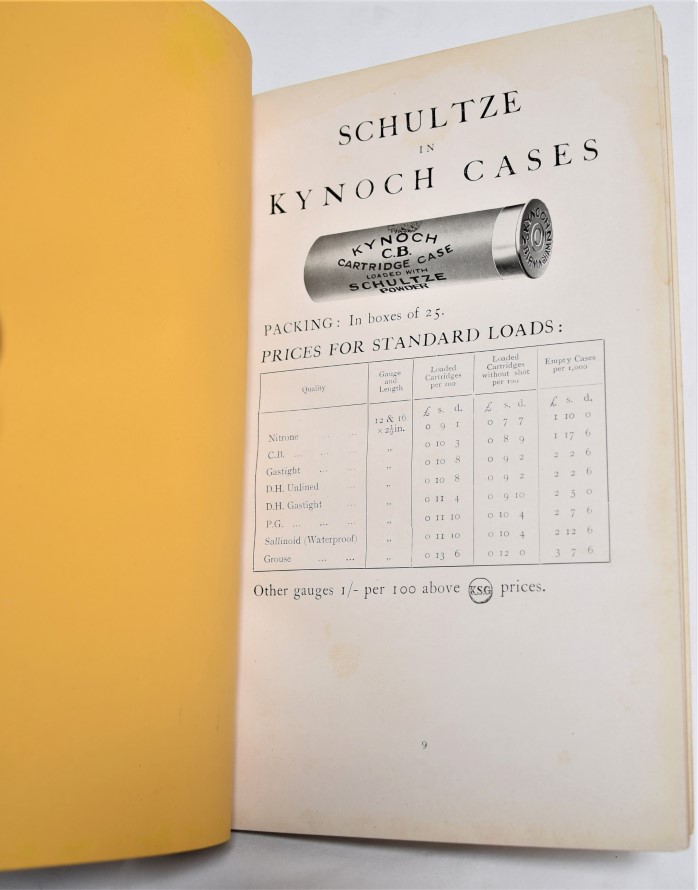 SCHULTZE
IN
KYNOCH CASES
KYNOCH
C.B.
CARTRIDGE CASE
LOADED WITH
SCHULTZE
POWDER
KYNOCH
BIRMINGHAM
PACKING: In boxes of 25.
PRICES FOR STANDARD LOADS:
Quality Gauge and Length Loaded Cartridges per 100 Loaded Cartridges without shot per 100 Empty Cases per 1,000
£ s. d. £ s. d. £ s. d.
Nitrone ... ... 12 & 16 × 2½in. 0 9 1 0 7 7 1 10 0
C.B. ... ... ,, 0 10 3 0 8 9 1 17 6
Gastight ... ... ,, 0 10 8 0 9 2 2 2 6
D.H. Unlined ... ,, 0 10 8 0 9 2 2 2 6
D.H. Gastight ... ,, 0 11 4 0 9 10 2 5 0
P.G. ... ... ... ,, 0 11 10 0 10 4 2 7 6
Sallinoid (Waterproof) ,, 0 11 10 0 10 4 2 12 6
Grouse ... ... ,, 0 13 6 0 12 0 3 7 6
Other gauges 1/- per 100 above K.S.G prices.
9